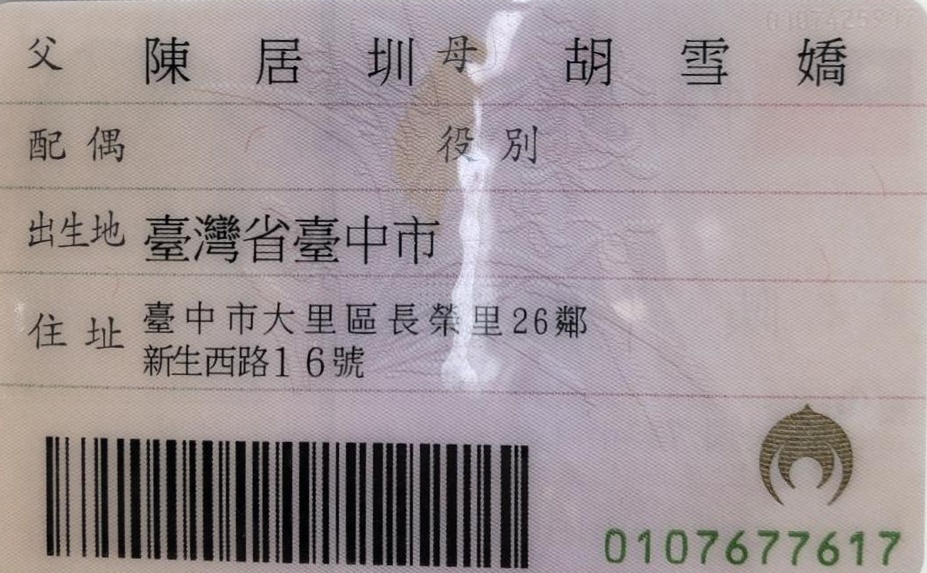 父 陳居圳 母 胡雪嬌
配偶 役別
出生地 臺灣省臺中市
住址 臺中市大里區長榮里26鄰
新生西路16號
0107677617